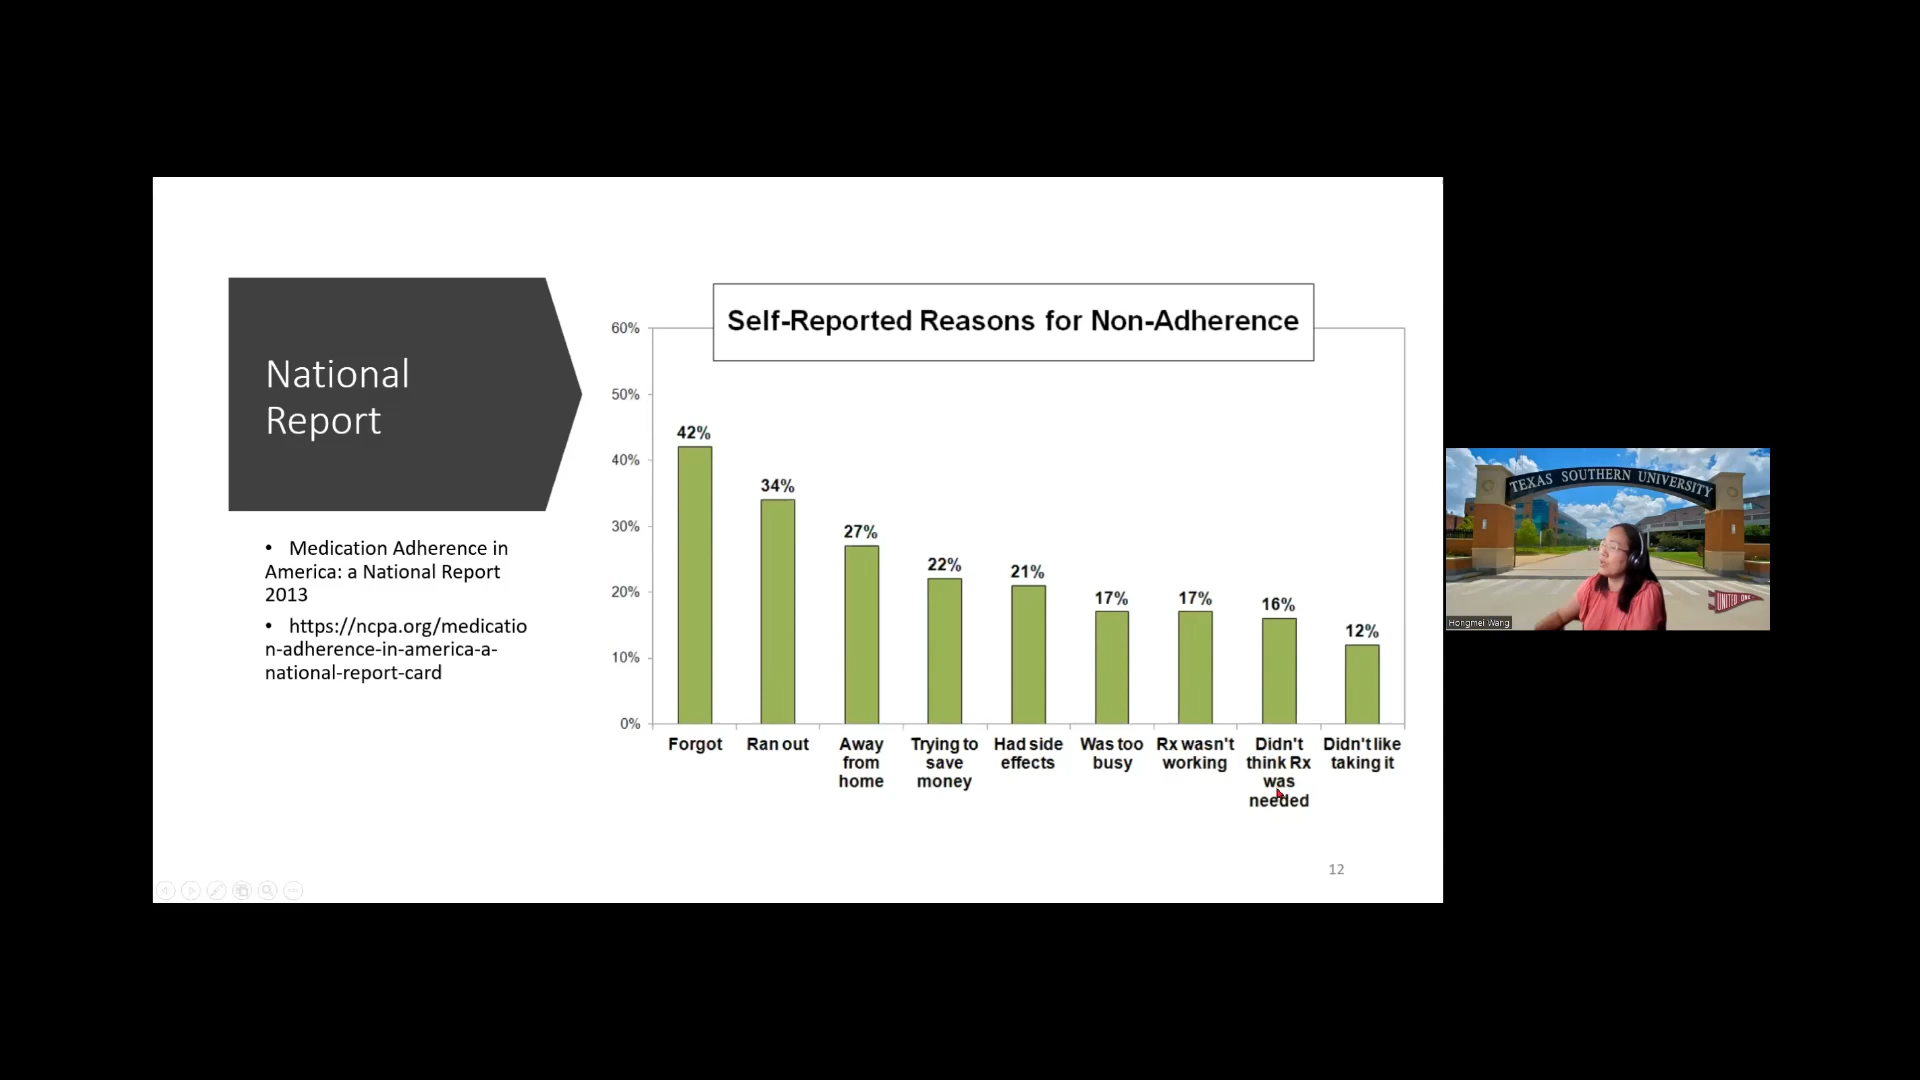 National
Report
• Medication Adherence in
America: a National Report
2013
• https://ncpa.org/medicatio
n-adherence-in-america-a-
national-report-card
Self-Reported Reasons for Non-Adherence
60%
50%
40%
30%
20%
10%
0%
42%
34%
27%
22%
21%
17%
17%
16%
12%
Forgot
Ran out
Away
from
home
Trying to
save
money
Had side
effects
Was too
busy
Rx wasn't
working
Didn't
think Rx
was
needed
Didn't like
taking it
12
TEXAS SOUTHERN UNIVERSITY
UNITED ONE
Hongmei Wang